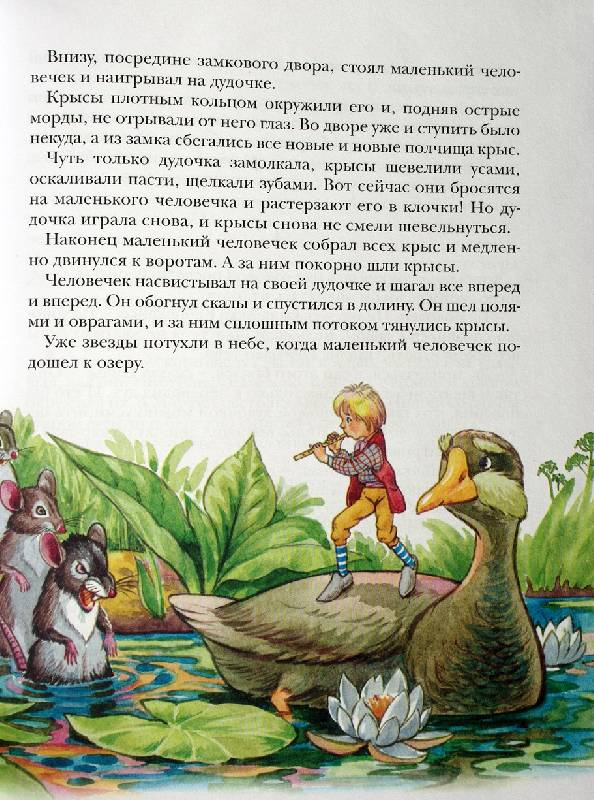 Внизу, посредине замкового двора, стоял маленький чело-
вечек и наигрывал на дудочке.
Крысы плотным кольцом окружили его и, подняв острые
морды, не отрывали от него глаз. Во дворе уже и ступить было
некуда, а из замка сбегались все новые и новые полчища крыс.
Чуть только дудочка замолкала, крысы шевелили усами,
оскаливали пасти, щелкали зубами. Вот сейчас они бросятся
на маленького человечка и растерзают его в клочки! Но ду-
дочка играла снова, и крысы снова не смели шевельнуться.
Наконец маленький человечек собрал всех крыс и медлен-
но двинулся к воротам. А за ним покорно шли крысы.
Человечек насвистывал на своей дудочке и шагал все вперед
и вперед. Он обогнул скалы и спустился в долину. Он шел поля-
ми и оврагами, и за ним сплошным потоком тянулись крысы.
Уже звезды потухли в небе, когда маленький человечек по-
дошел к озеру.